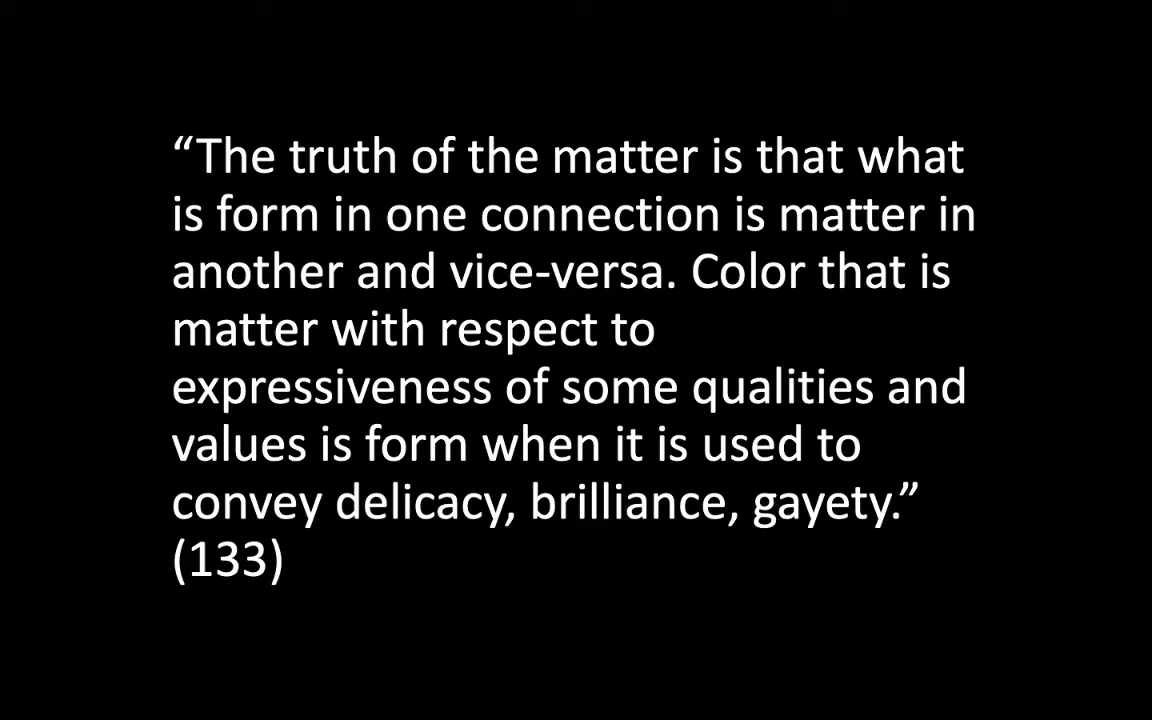 “The truth of the matter is that what
is form in one connection is matter in
another and vice-versa. Color that is
matter with respect to
expressiveness of some qualities and
values is form when it is used to
convey delicacy, brilliance, gayety.”
(133)